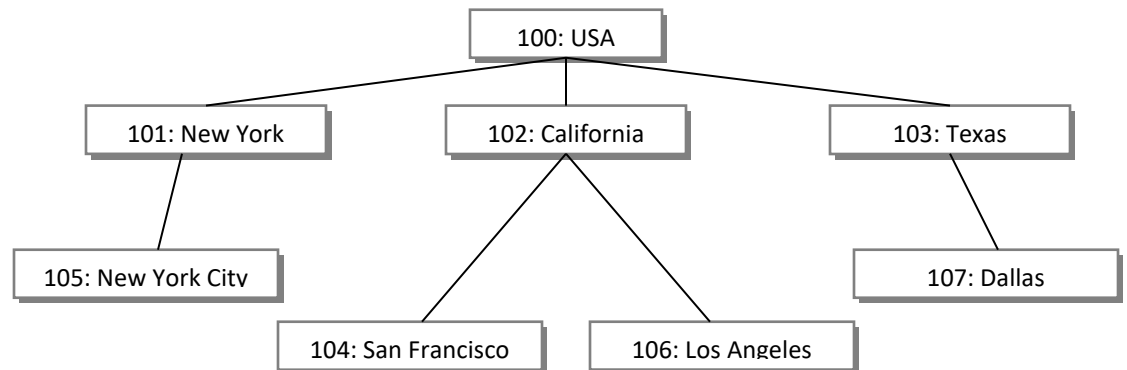 100: USA
101: New York
102: California
103: Texas
105: New York City
107: Dallas
104: San Francisco
106: Los Angeles